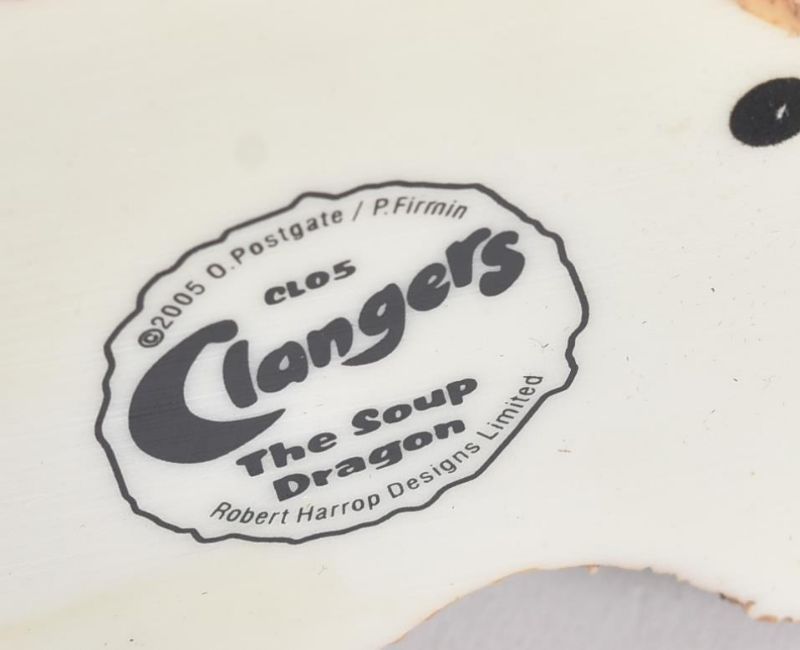 ©2005 O.Postgate / P.Firmin
CL05
Clangers
The Soup
Dragon
Robert Harrop Designs Limited